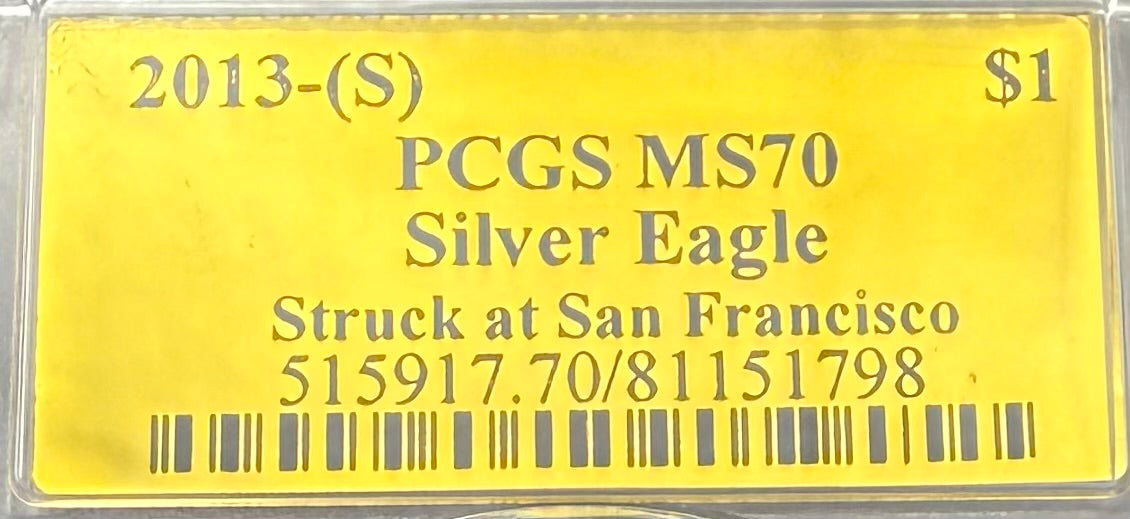 2013-(S) $1
PCGS MS70
Silver Eagle
Struck at San Francisco
515917.70/81151798